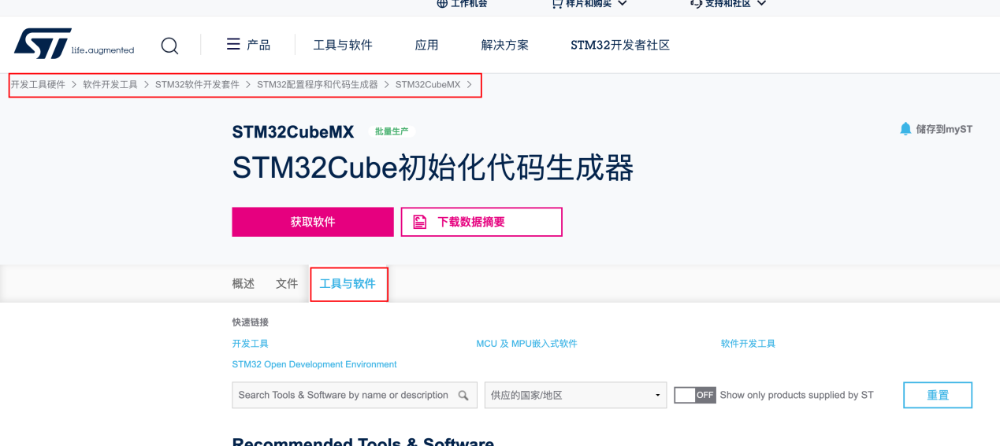 工作机会 样片和购买 支持和社区
life.augmented 产品 工具与软件 应用 解决方案 STM32开发者社区
开发工具硬件 > 软件开发工具 > STM32软件开发套件 > STM32配置程序和代码生成器 > STM32CubeMX >
STM32CubeMX 批量生产 储存到myST
STM32Cube初始化代码生成器
获取软件 下载数据摘要
概述 文件 工具与软件
快速链接
开发工具 MCU 及 MPU嵌入式软件 软件开发工具
STM32 Open Development Environment
Search Tools & Software by name or description 供应的国家/地区 OFF Show only products supplied by ST 重置
Recommended Tools & Software